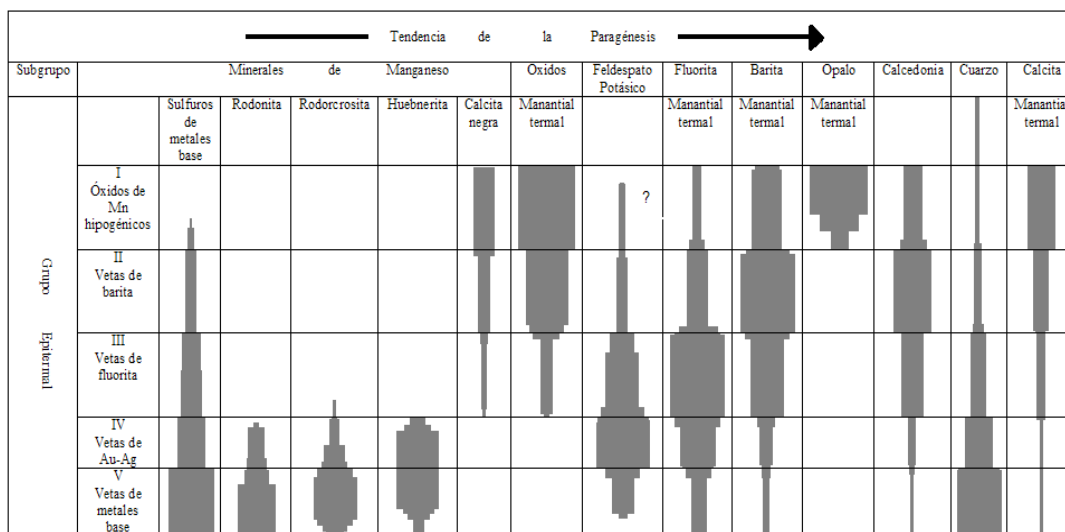 Tendencia de la Paragénesis
Subgrupo Minerales de Manganeso Oxidos Feldespato Fluorita Barita Opalo Calcedonia Cuarzo Calcita
Potásico
Sulfuros Rodonita Rodorcrosita Huebnerita Calcita Manantial Manantial Manantial Manantial Manantial
de negra termal termal termal termal termal
metales
base
I
Óxidos de
Mn
hipogénicos
?
II
Vetas de
barita
III
Vetas de
fluorita
IV
Vetas de
Au-Ag
V
Vetas de
metales
base
Grupo Epitermal